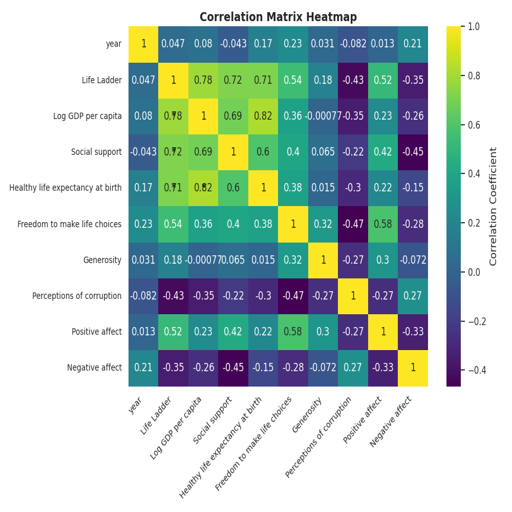 Correlation Matrix Heatmap
year 1 0.047 0.08 -0.043 0.17 0.23 0.031 -0.082 0.013 0.21
Life Ladder 0.047 1 0.78 0.72 0.71 0.54 0.18 -0.43 0.52 -0.35
Log GDP per capita 0.08 0.78 1 0.69 0.82 0.36 -0.00077 -0.35 0.23 -0.26
Social support -0.043 0.72 0.69 1 0.6 0.4 0.065 -0.22 0.42 -0.45
Healthy life expectancy at birth 0.17 0.71 0.82 0.6 1 0.38 0.015 -0.3 0.22 -0.15
Freedom to make life choices 0.23 0.54 0.36 0.4 0.38 1 0.32 -0.47 0.58 -0.28
Generosity 0.031 0.18 -0.00077 0.065 0.015 0.32 1 -0.27 0.3 -0.072
Perceptions of corruption -0.082 -0.43 -0.35 -0.22 -0.3 -0.47 -0.27 1 -0.27 0.27
Positive affect 0.013 0.52 0.23 0.42 0.22 0.58 0.3 -0.27 1 -0.33
Negative affect 0.21 -0.35 -0.26 -0.45 -0.15 -0.28 -0.072 0.27 -0.33 1
year
Life Ladder
Log GDP per capita
Social support
Healthy life expectancy at birth
Freedom to make life choices
Generosity
Perceptions of corruption
Positive affect
Negative affect
1.0
0.8
0.6
0.4
0.2
0.0
−0.2
−0.4
Correlation Coefficient